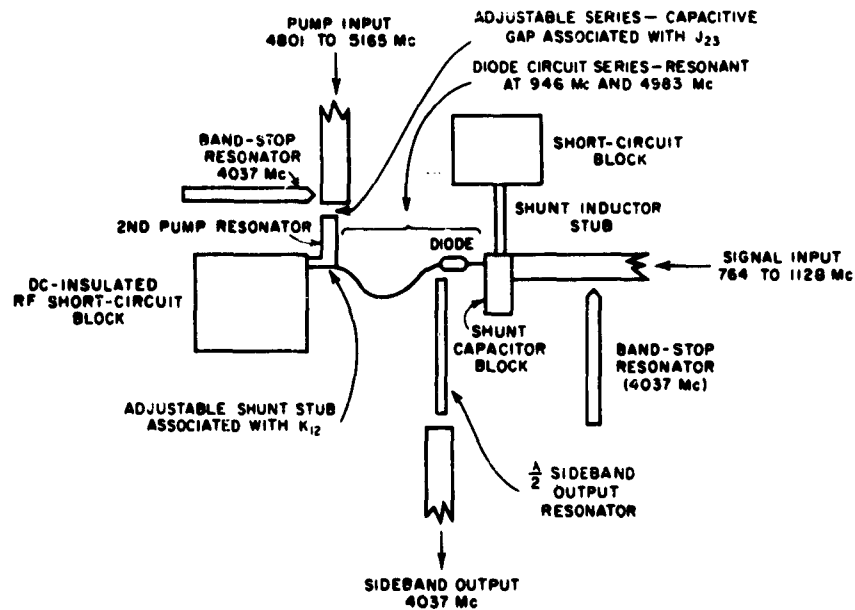 PUMP INPUT
4801 TO 5165 Mc
ADJUSTABLE SERIES-CAPACITIVE
GAP ASSOCIATED WITH J23
DIODE CIRCUIT SERIES-RESONANT
AT 946 Mc AND 4983 Mc
BAND-STOP
RESONATOR
4037 Mc
SHORT-CIRCUIT
BLOCK
2ND PUMP RESONATOR
SHUNT INDUCTOR
STUB
DIODE
SIGNAL INPUT
764 TO 1128 Mc
DC-INSULATED
RF SHORT-CIRCUIT
BLOCK
SHUNT
CAPACITOR
BLOCK
BAND-STOP
RESONATOR
(4037 Mc)
ADJUSTABLE SHUNT STUB
ASSOCIATED WITH K12
λ/2 SIDEBAND
OUTPUT
RESONATOR
SIDEBAND OUTPUT
4037 Mc